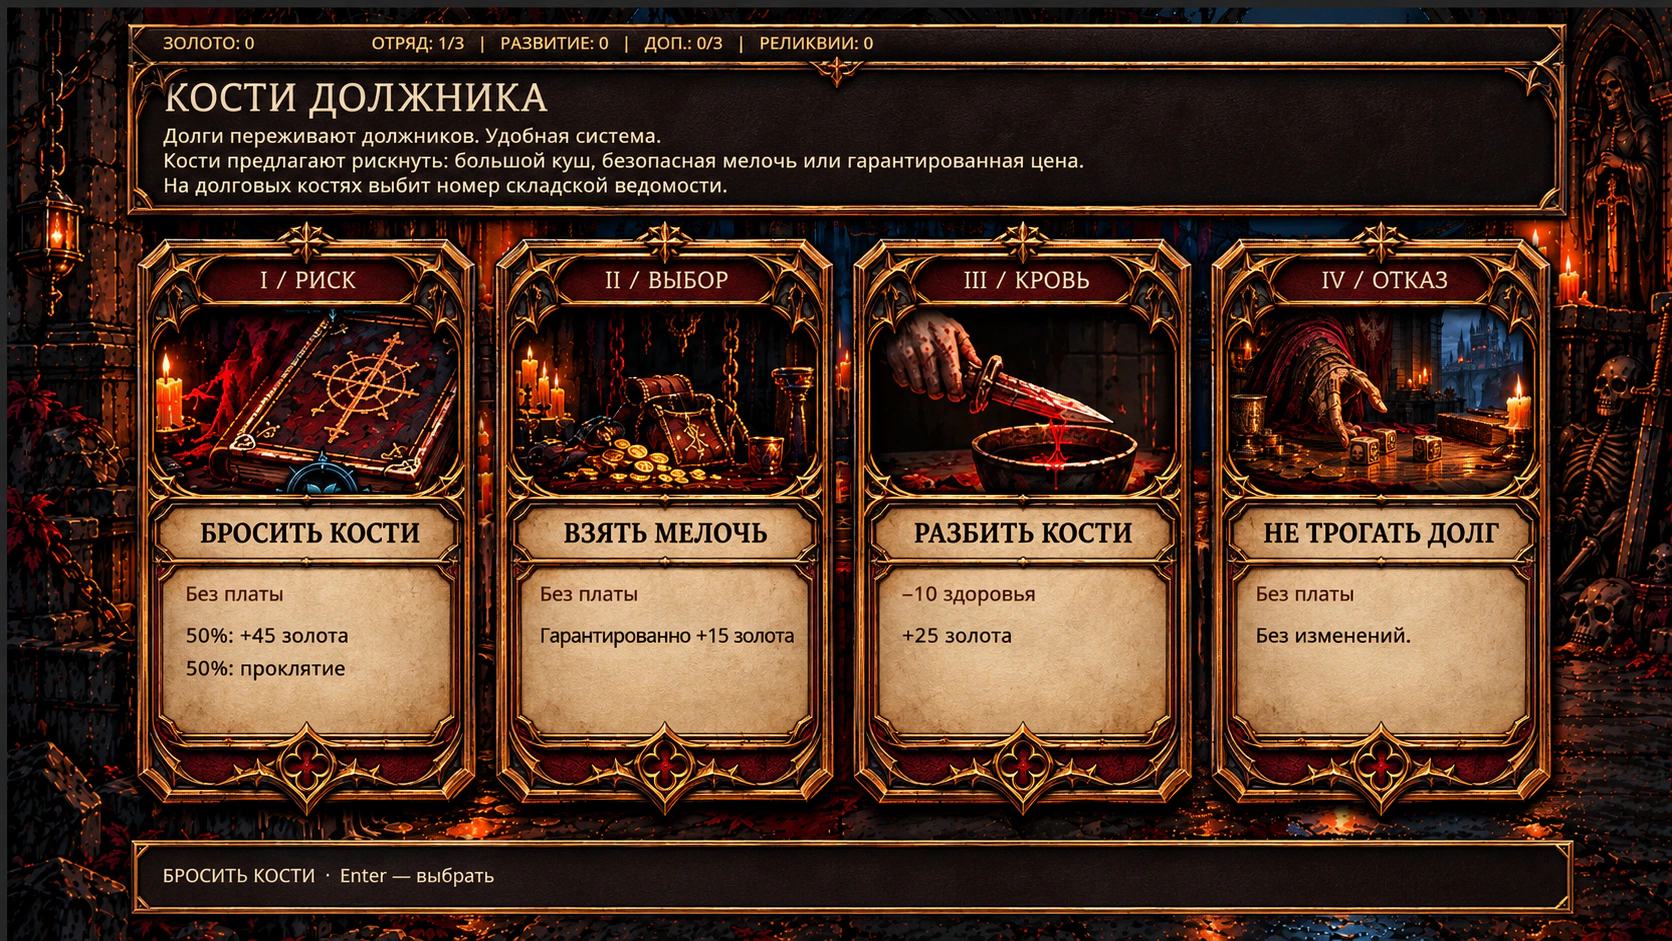 ЗОЛОТО: 0 ОТРЯД: 1/3 | РАЗВИТИЕ: 0 | ДОП.: 0/3 | РЕЛИКВИИ: 0
КОСТИ ДОЛЖНИКА
Долги переживают должников. Удобная система.
Кости предлагают рискнуть: большой куш, безопасная мелочь или гарантированная цена.
На долговых костях выбит номер складской ведомости.
I / РИСК
БРОСИТЬ КОСТИ
Без платы
50%: +45 золота
50%: проклятие
II / ВЫБОР
ВЗЯТЬ МЕЛОЧЬ
Без платы
Гарантированно +15 золота
III / КРОВЬ
РАЗБИТЬ КОСТИ
−10 здоровья
+25 золота
IV / ОТКАЗ
НЕ ТРОГАТЬ ДОЛГ
Без платы
Без изменений.
БРОСИТЬ КОСТИ · Enter — выбрать